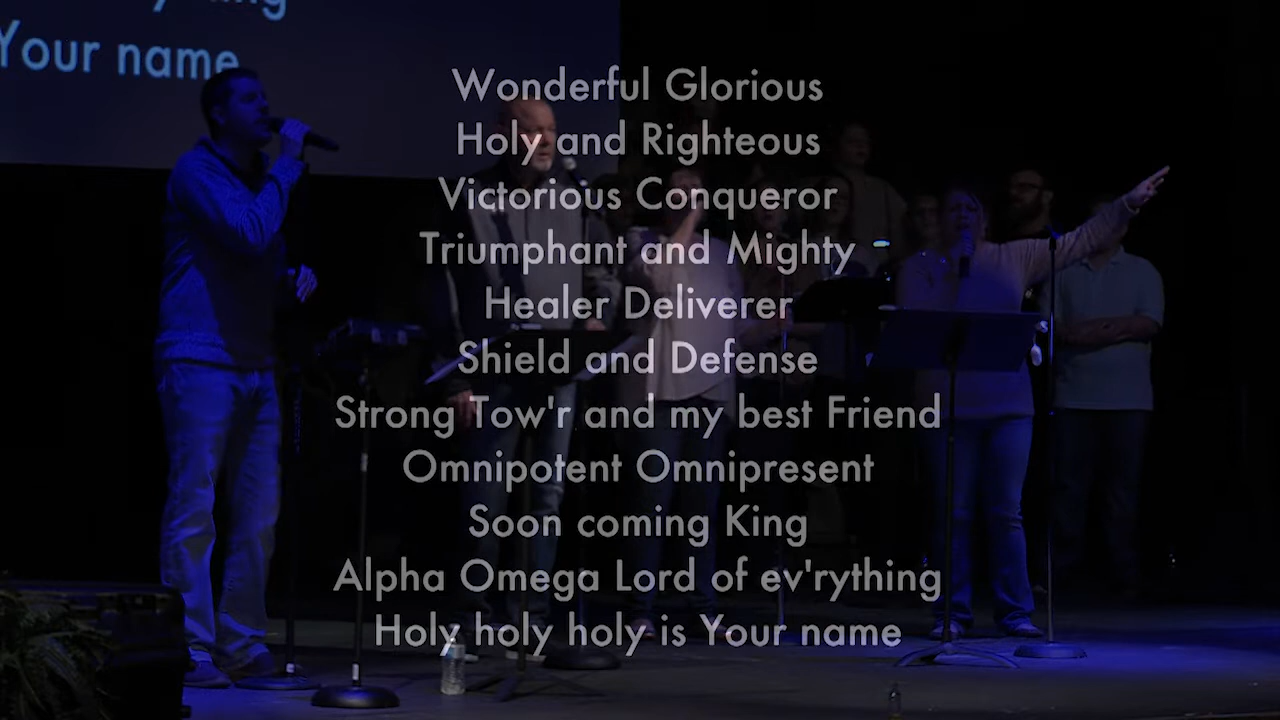 Your name
Wonderful Glorious
Holy and Righteous
Victorious Conqueror
Triumphant and Mighty
Healer Deliverer
Shield and Defense
Strong Tow'r and my best Friend
Omnipotent Omnipresent
Soon coming King
Alpha Omega Lord of ev'rything
Holy holy holy is Your name